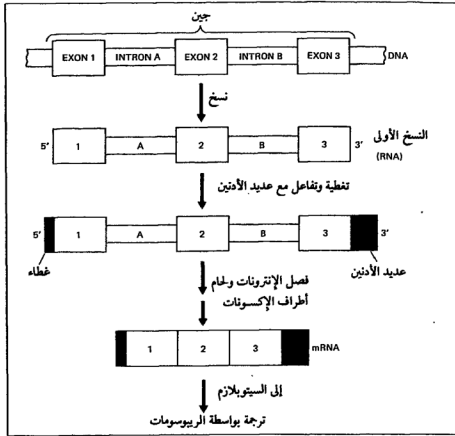 جين
EXON 1 INTRON A EXON 2 INTRON B EXON 3 DNA
نسخ
النسخ الأولى
(RNA)
5' 1 A 2 B 3 3'
تغطية وتفاعل مع عديد الأدنين
5' 1 A 2 B 3 3'
غطاء
عديد الأدنين
فصل الإنترونات ولحام
أطراف الإكسونات
1 2 3 mRNA
إلى السيتوبلازم
ترجمة بواسطة الريبوسومات